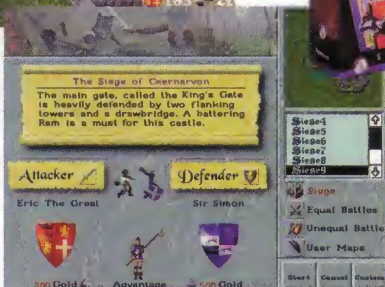 The Siege of Caernarvon
The main gate, called the King's Gate
is heavily defended by two flanking
towers and a drawbridge. A battering
Ram is a must for this castle.
Attacker
Defender
Eric The Great
Sir Simon
Gold
Advantage
500 Gold
Siege4
Siege5
Siege6
Siege7
Siege8
Siege9
Siege
Equal Battles
Unequal Battle
User Maps
Start
Cancel
Custom